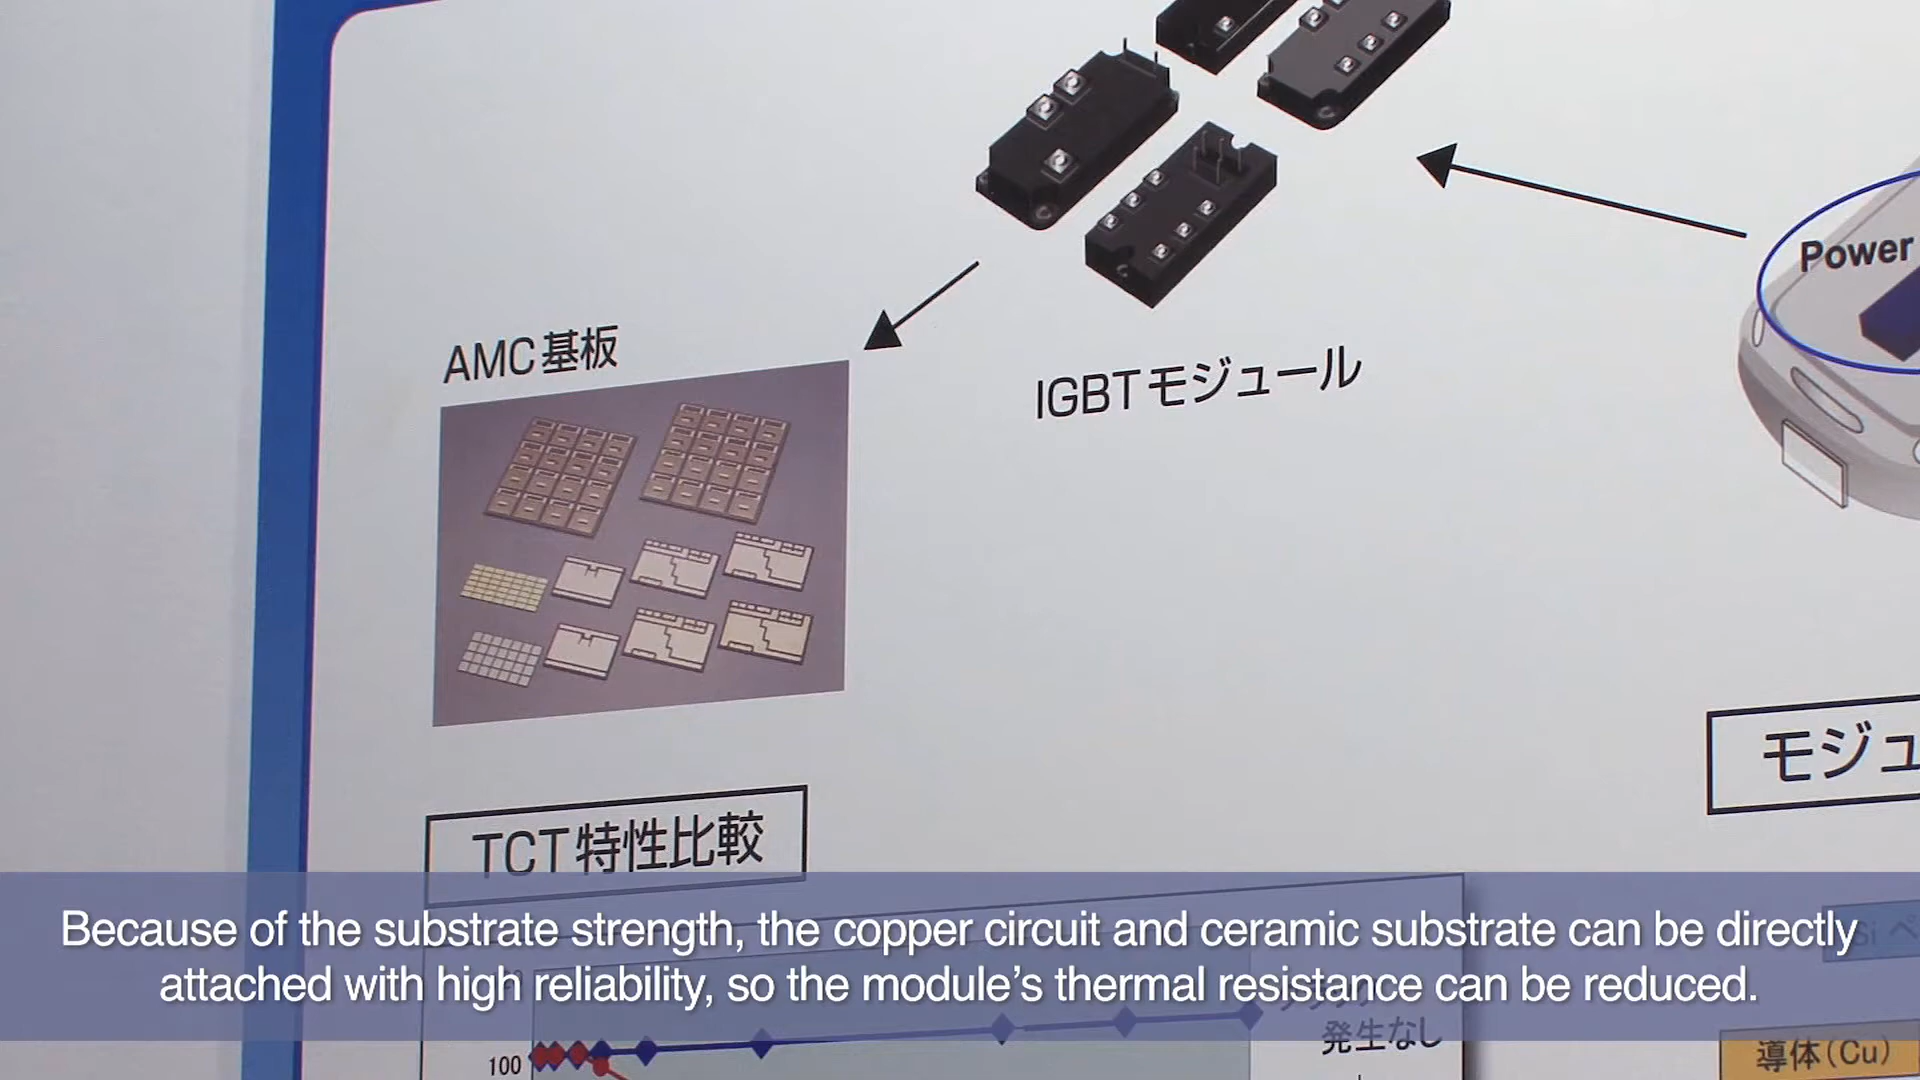 Power
AMC基板
IGBTモジュール
モジュ
TCT特性比較
Because of the substrate strength, the copper circuit and ceramic substrate can be directly
attached with high reliability, so the module's thermal resistance can be reduced.
発生なし
100
導体(Cu)